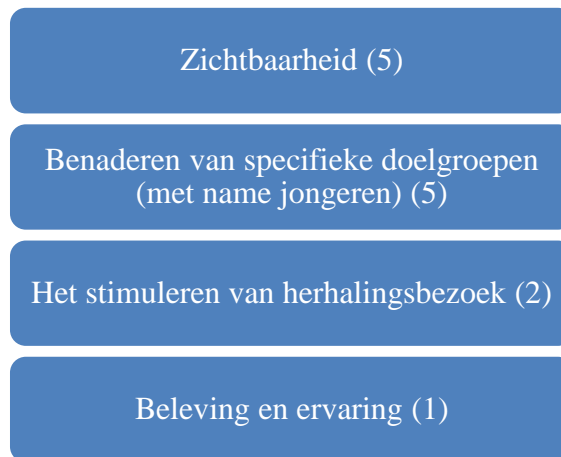 Zichtbaarheid (5)
Benaderen van specifieke doelgroepen
(met name jongeren) (5)
Het stimuleren van herhalingsbezoek (2)
Beleving en ervaring (1)